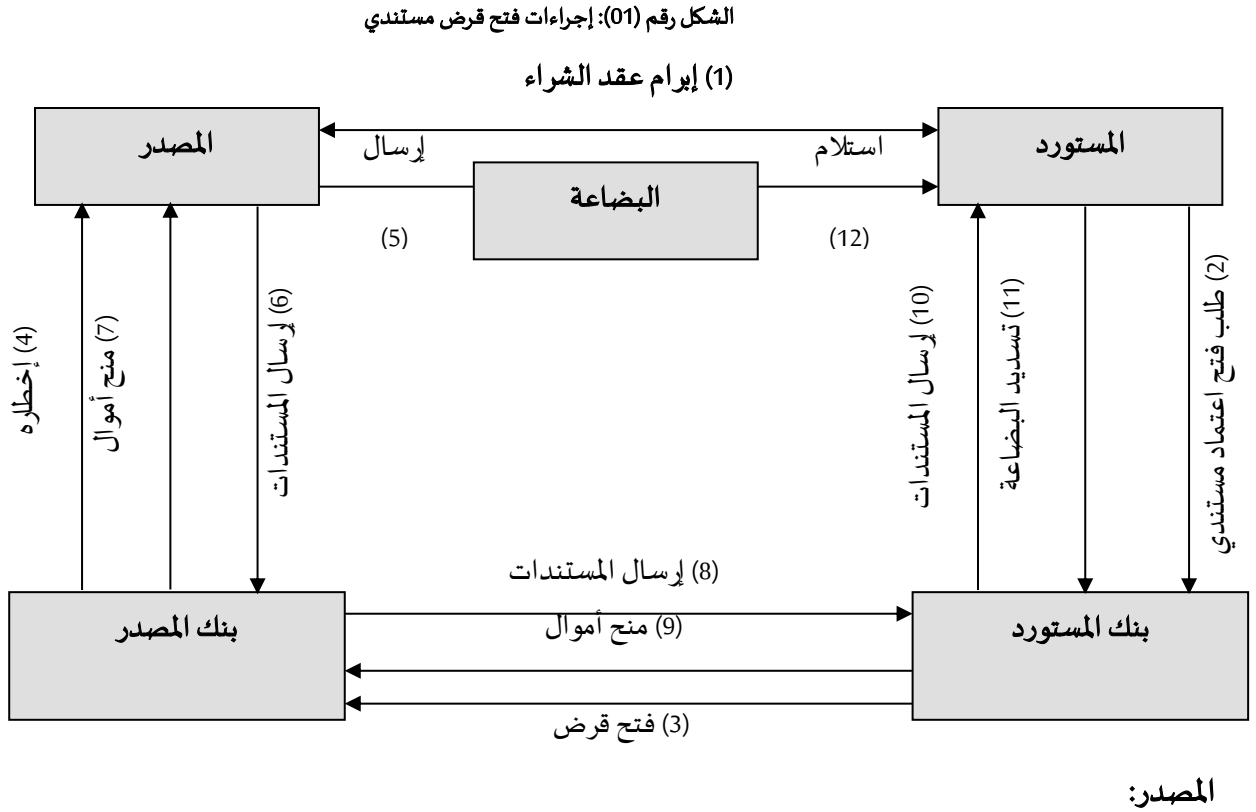 الشكل رقم (01): إجراءات فتح قرض مستندي
(1) إبرام عقد الشراء
المستورد
المصدر
استلام
إرسال
البضاعة
(12)
(5)
(2) طلب فتح اعتماد مستندي
(11) تسديد البضاعة
(10) إرسال المستندات
(6) إرسال المستندات
(7) منح أموال
(4) إخطاره
(8) إرسال المستندات
بنك المستورد
(9) منح أموال
بنك المصدر
(3) فتح قرض
المصدر: